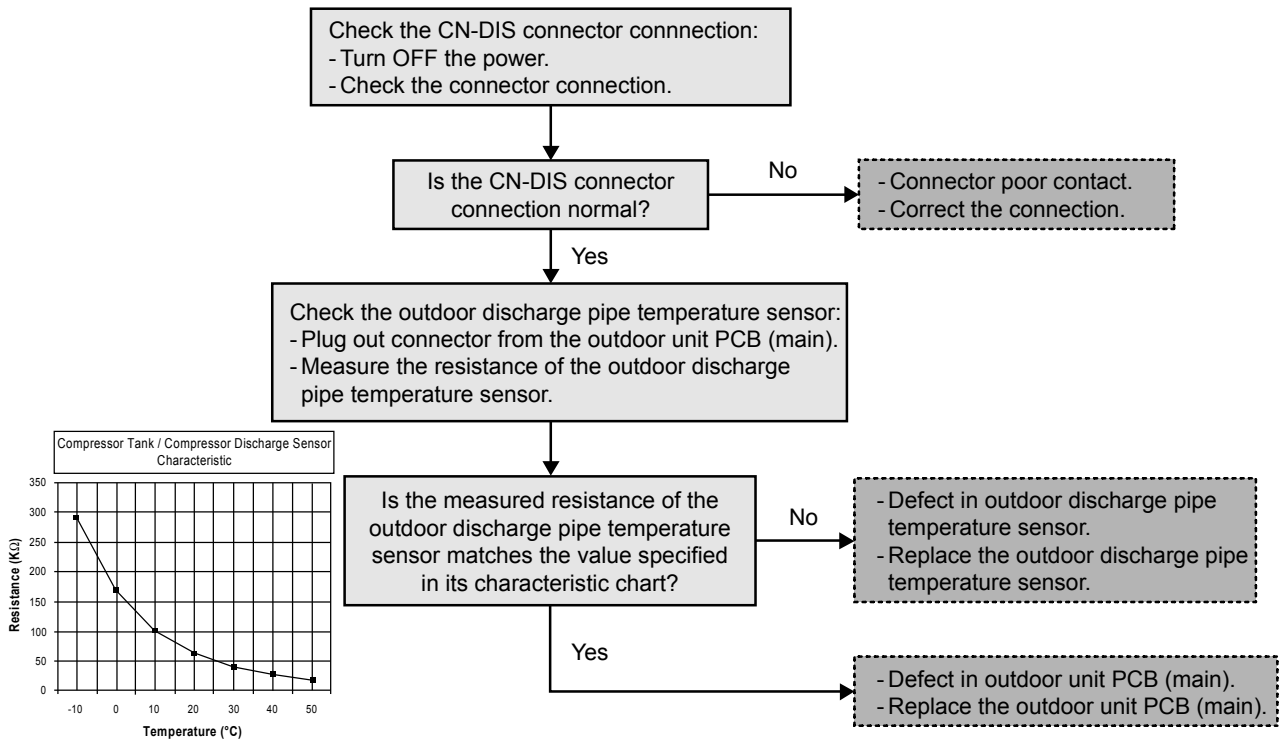 Check the CN-DIS connector connnection:
- Turn OFF the power.
- Check the connector connection.
Is the CN-DIS connector
connection normal?
No
- Connector poor contact.
- Correct the connection.
Yes
Check the outdoor discharge pipe temperature sensor:
- Plug out connector from the outdoor unit PCB (main).
- Measure the resistance of the outdoor discharge
pipe temperature sensor.
Compressor Tank / Compressor Discharge Sensor
Characteristic
Resistance (KΩ)
350
300
250
200
150
100
50
0
-10 0 10 20 30 40 50
Temperature (°C)
Is the measured resistance of the
outdoor discharge pipe temperature
sensor matches the value specified
in its characteristic chart?
No
- Defect in outdoor discharge pipe
temperature sensor.
- Replace the outdoor discharge pipe
temperature sensor.
Yes
- Defect in outdoor unit PCB (main).
- Replace the outdoor unit PCB (main).